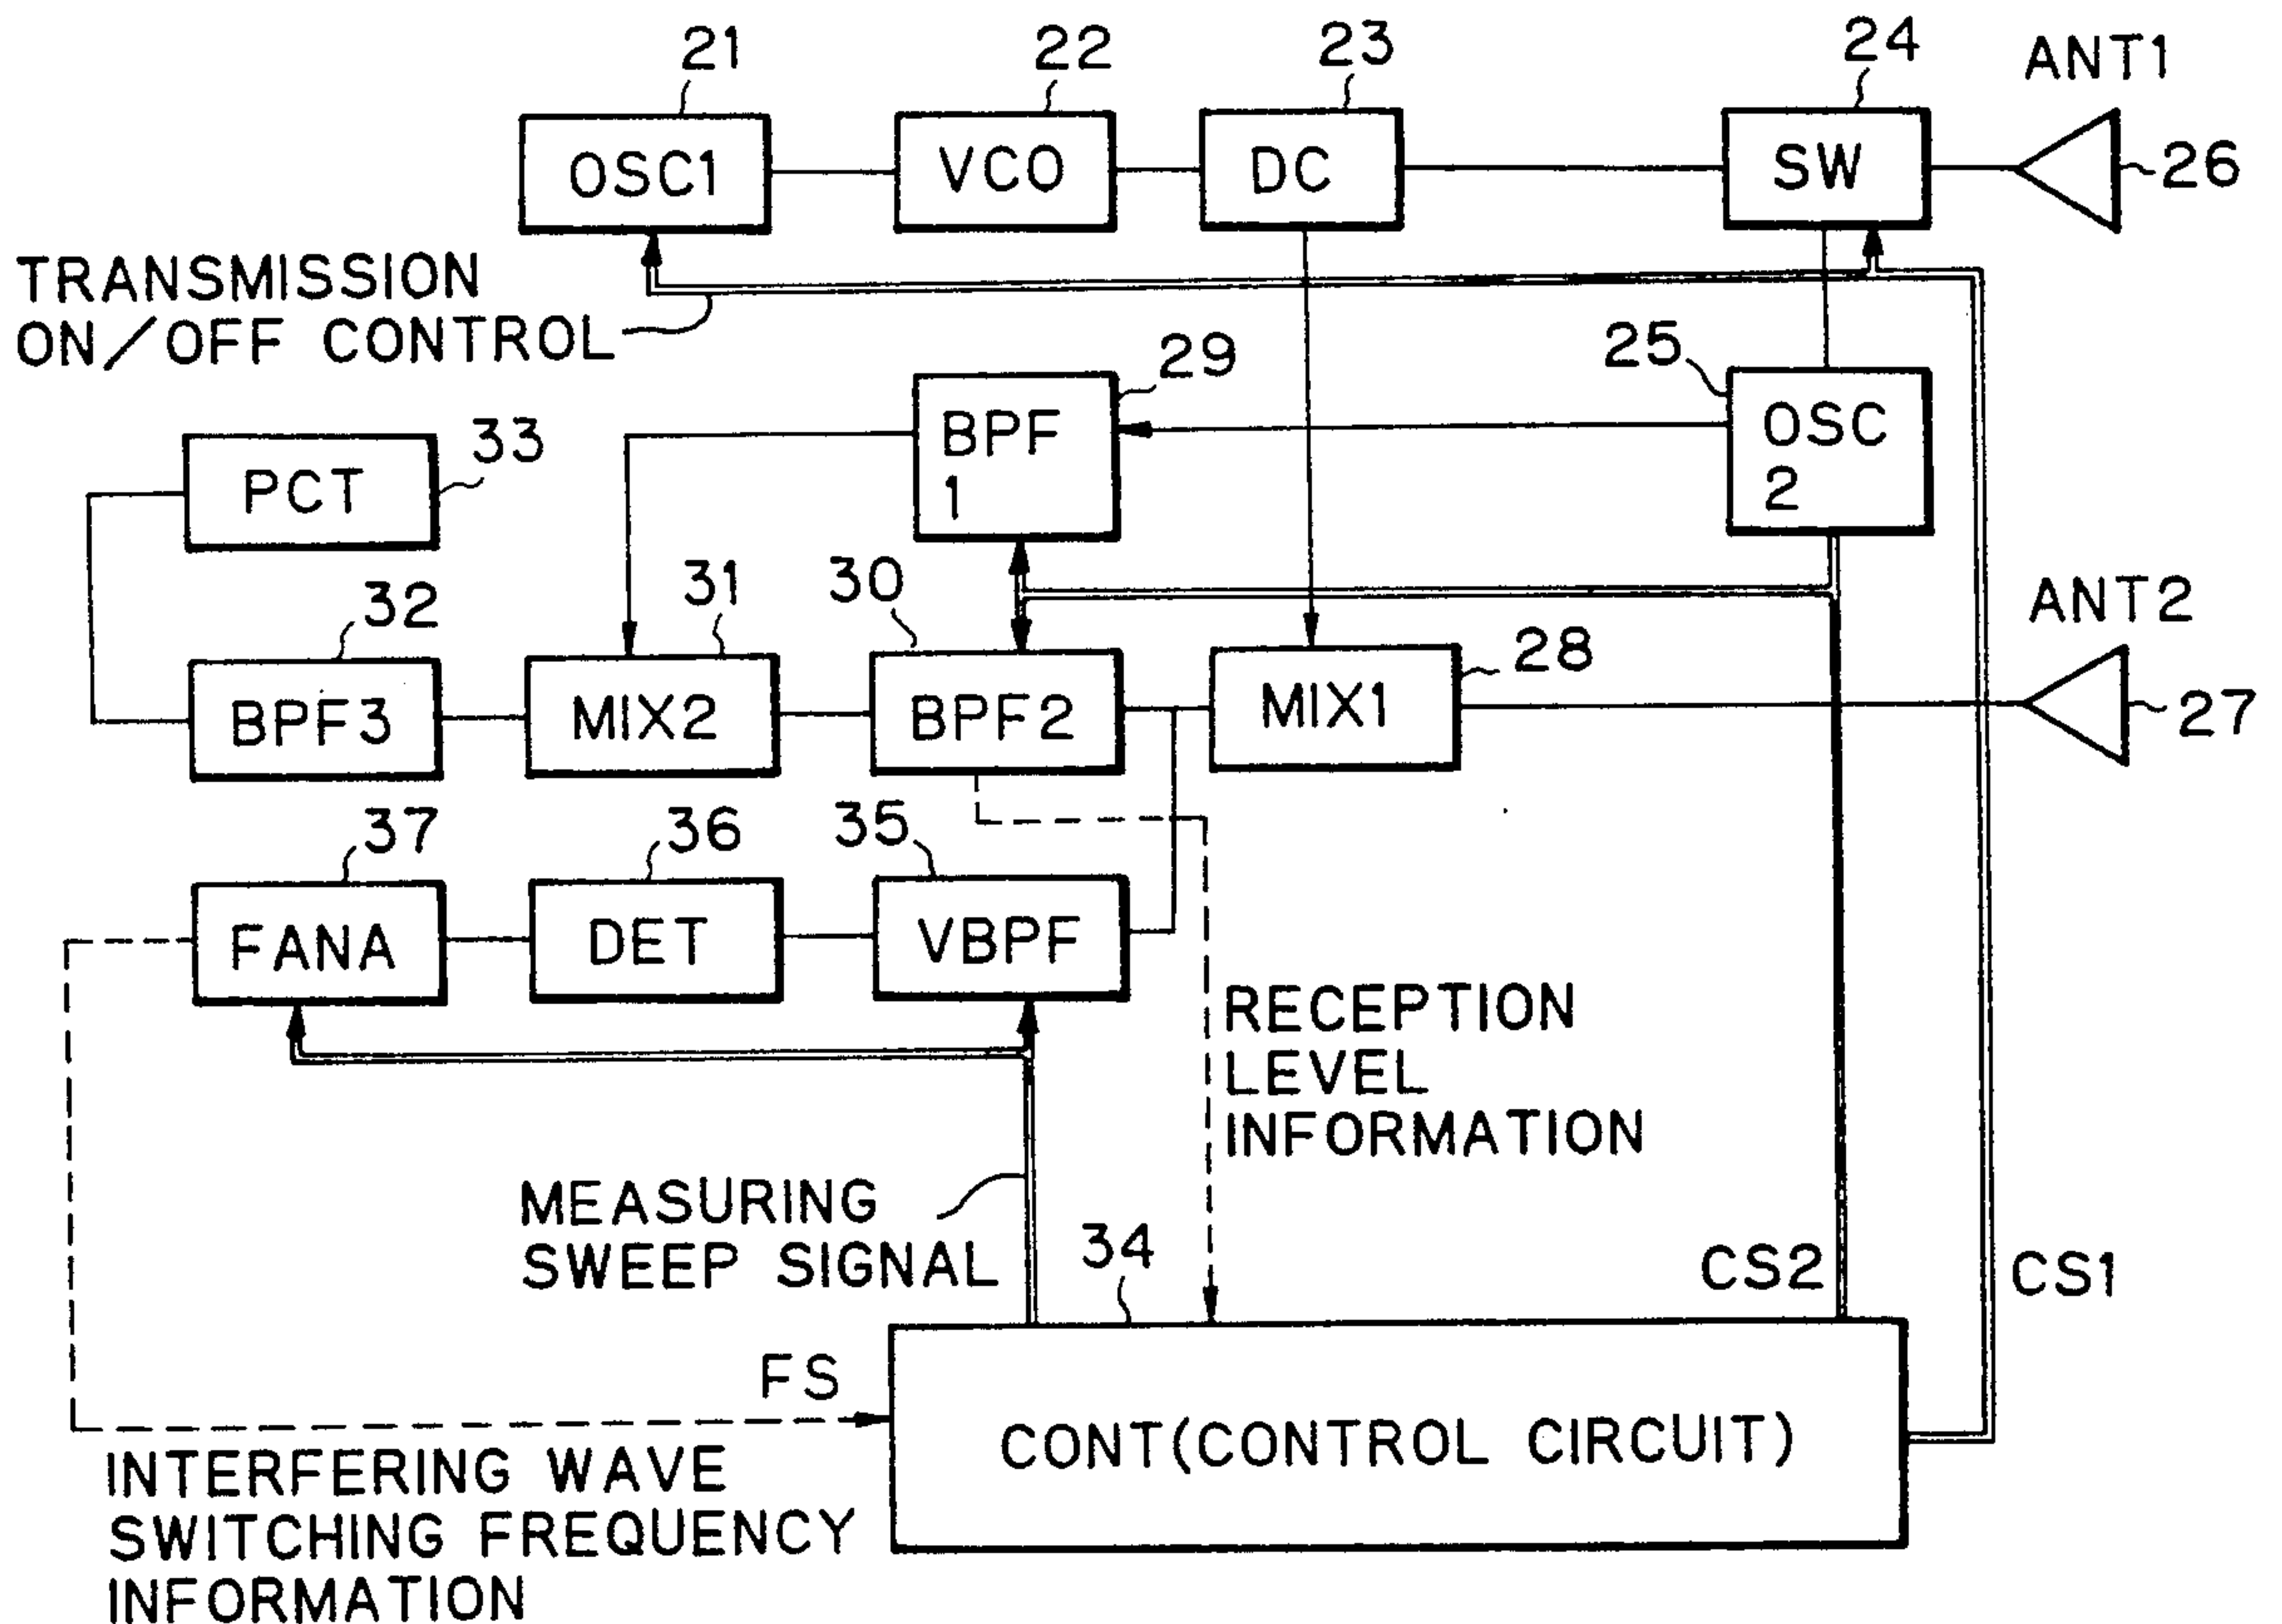 21
22
23
24
ANT1
OSC1
VCO
DC
SW
26
TRANSMISSION
ON/OFF CONTROL
29
25
BPF
1
OSC
2
33
PCT
32
31
30
28
ANT2
BPF3
MIX2
BPF2
MIX1
27
37
36
35
FANA
DET
VBPF
RECEPTION
LEVEL
INFORMATION
MEASURING
SWEEP SIGNAL
34
CS2
CS1
FS
CONT(CONTROL CIRCUIT)
INTERFERING WAVE
SWITCHING FREQUENCY
INFORMATION